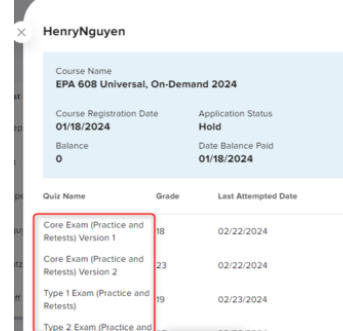 HenryNguyen
Course Name
EPA 608 Universal, On-Demand 2024
Course Registration Date Application Status
01/18/2024 Hold
Balance Date Balance Paid
0 01/18/2024
Quiz Name Grade Last Attempted Date
Core Exam (Practice and
Retests) Version 1
18 02/22/2024
Core Exam (Practice and
Retests) Version 2
23 02/22/2024
Type 1 Exam (Practice and
Retests)
19 02/23/2024
Type 2 Exam (Practice and